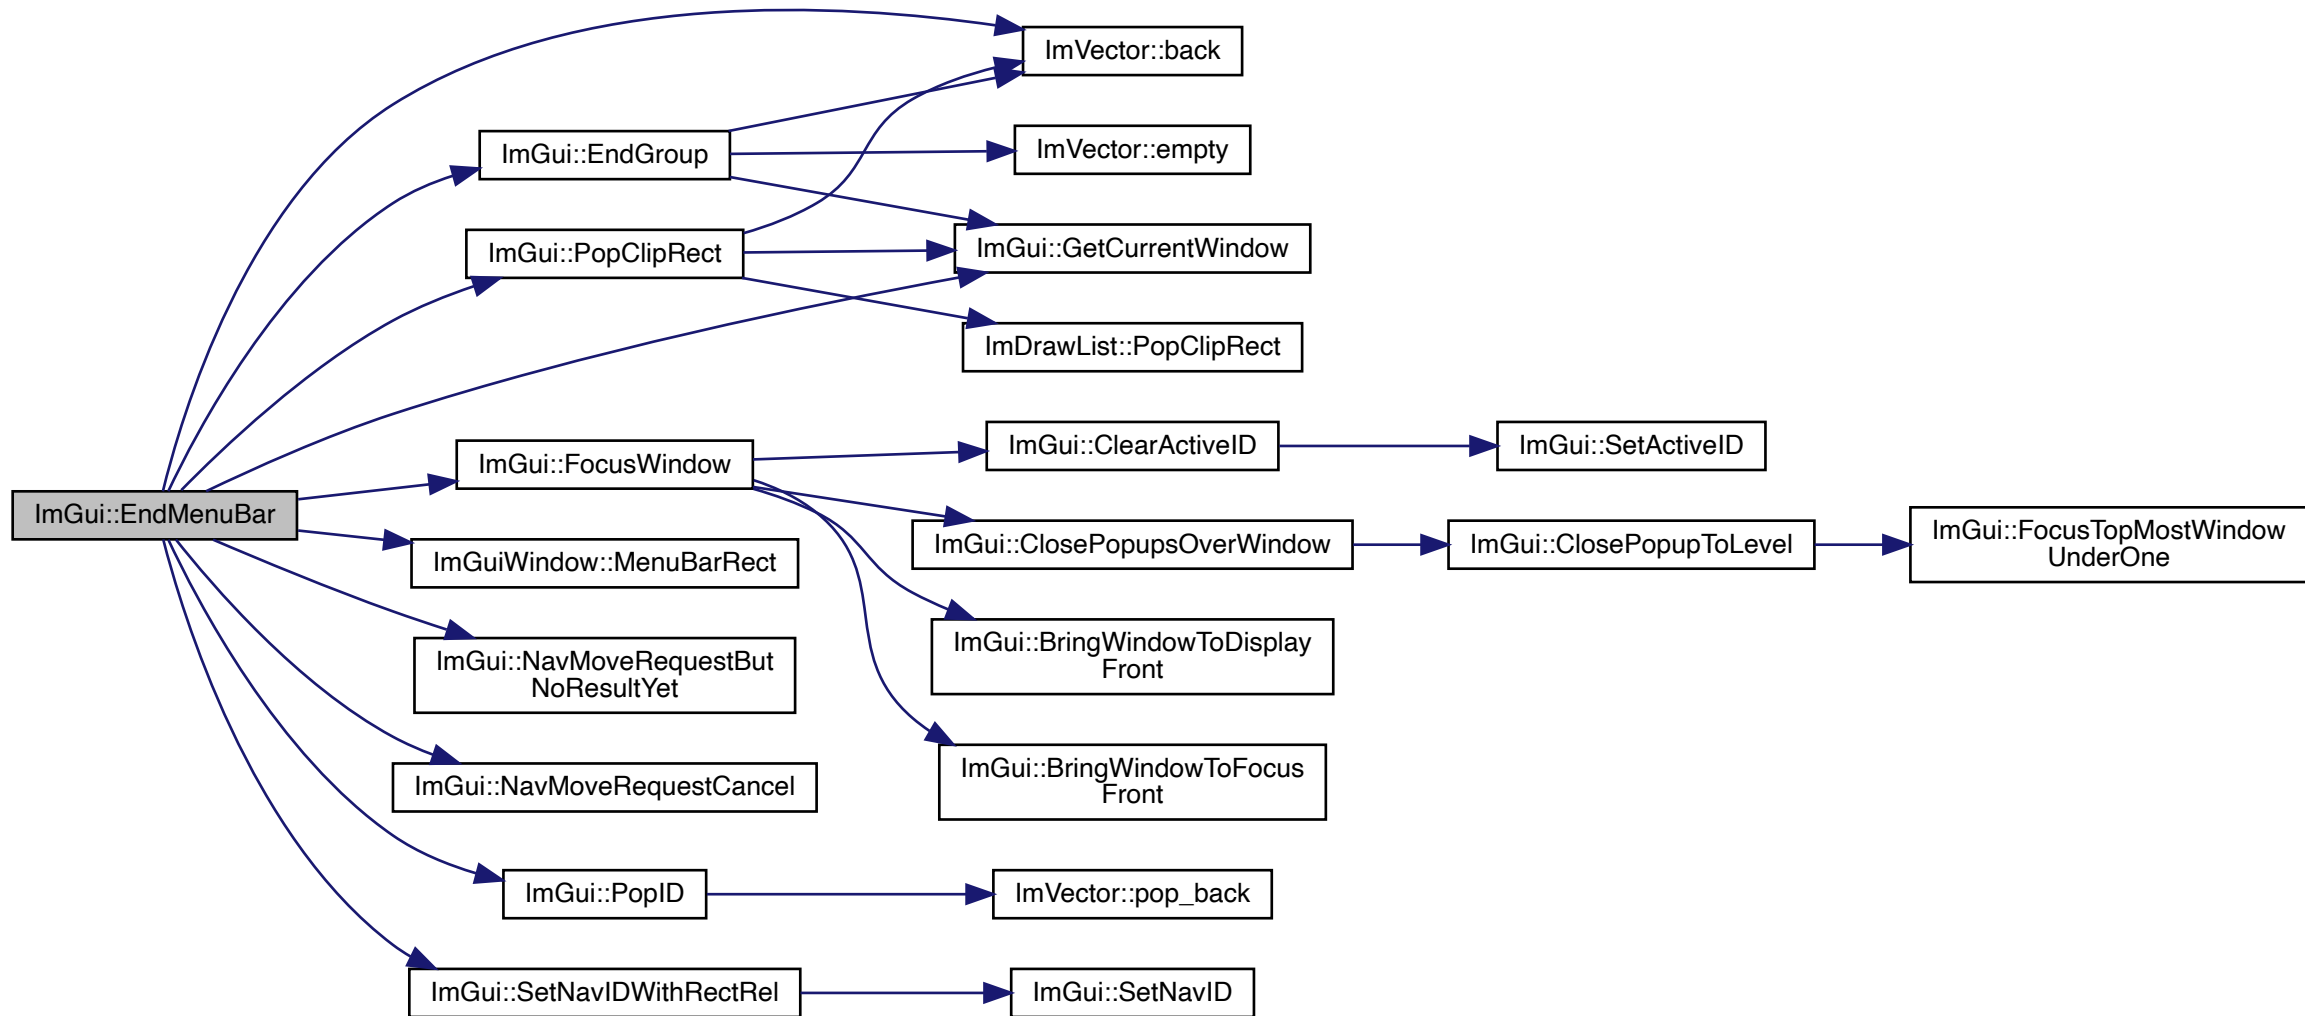 ImVector::back
ImGui::EndGroup
ImVector::empty
ImGui::PopClipRect
ImGui::GetCurrentWindow
ImDrawList::PopClipRect
ImGui::FocusWindow
ImGui::ClearActiveID
ImGui::SetActiveID
ImGui::EndMenuBar
ImGuiWindow::MenuBarRect
ImGui::ClosePopupsOverWindow
ImGui::ClosePopupToLevel
ImGui::FocusTopMostWindow
UnderOne
ImGui::NavMoveRequestBut
NoResultYet
ImGui::BringWindowToDisplay
Front
ImGui::NavMoveRequestCancel
ImGui::BringWindowToFocus
Front
ImGui::PopID
ImVector::pop_back
ImGui::SetNavIDWithRectRel
ImGui::SetNavID